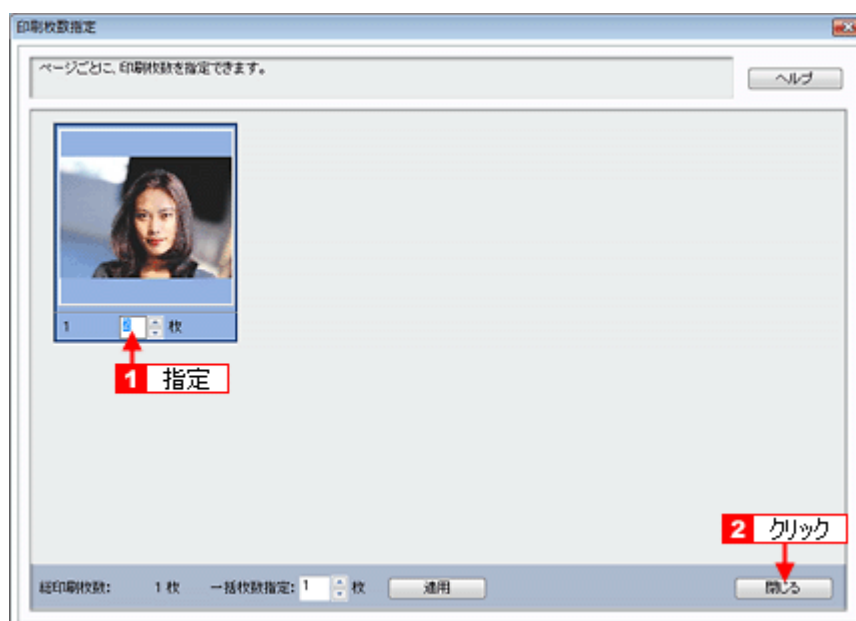 印刷枚数指定
ページごとに、印刷枚数を指定できます。
ヘルプ
1 2 枚
1 指定
2 クリック
総印刷枚数: 1 枚 一括枚数指定: 1 枚 適用 閉じる